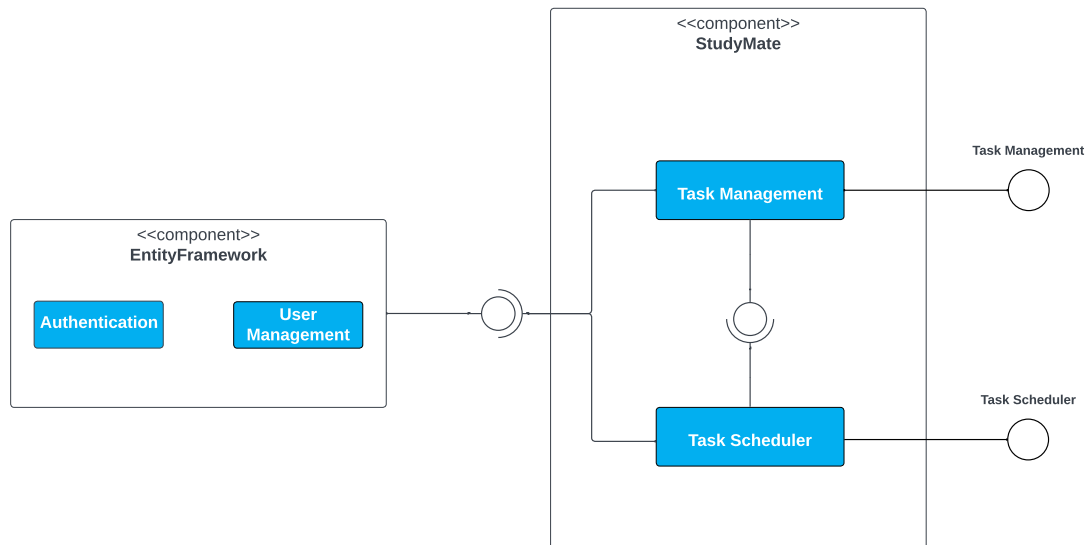 <<component>>
StudyMate
Task Management
Task Management
<<component>>
EntityFramework
Authentication
User
Management
Task Scheduler
Task Scheduler